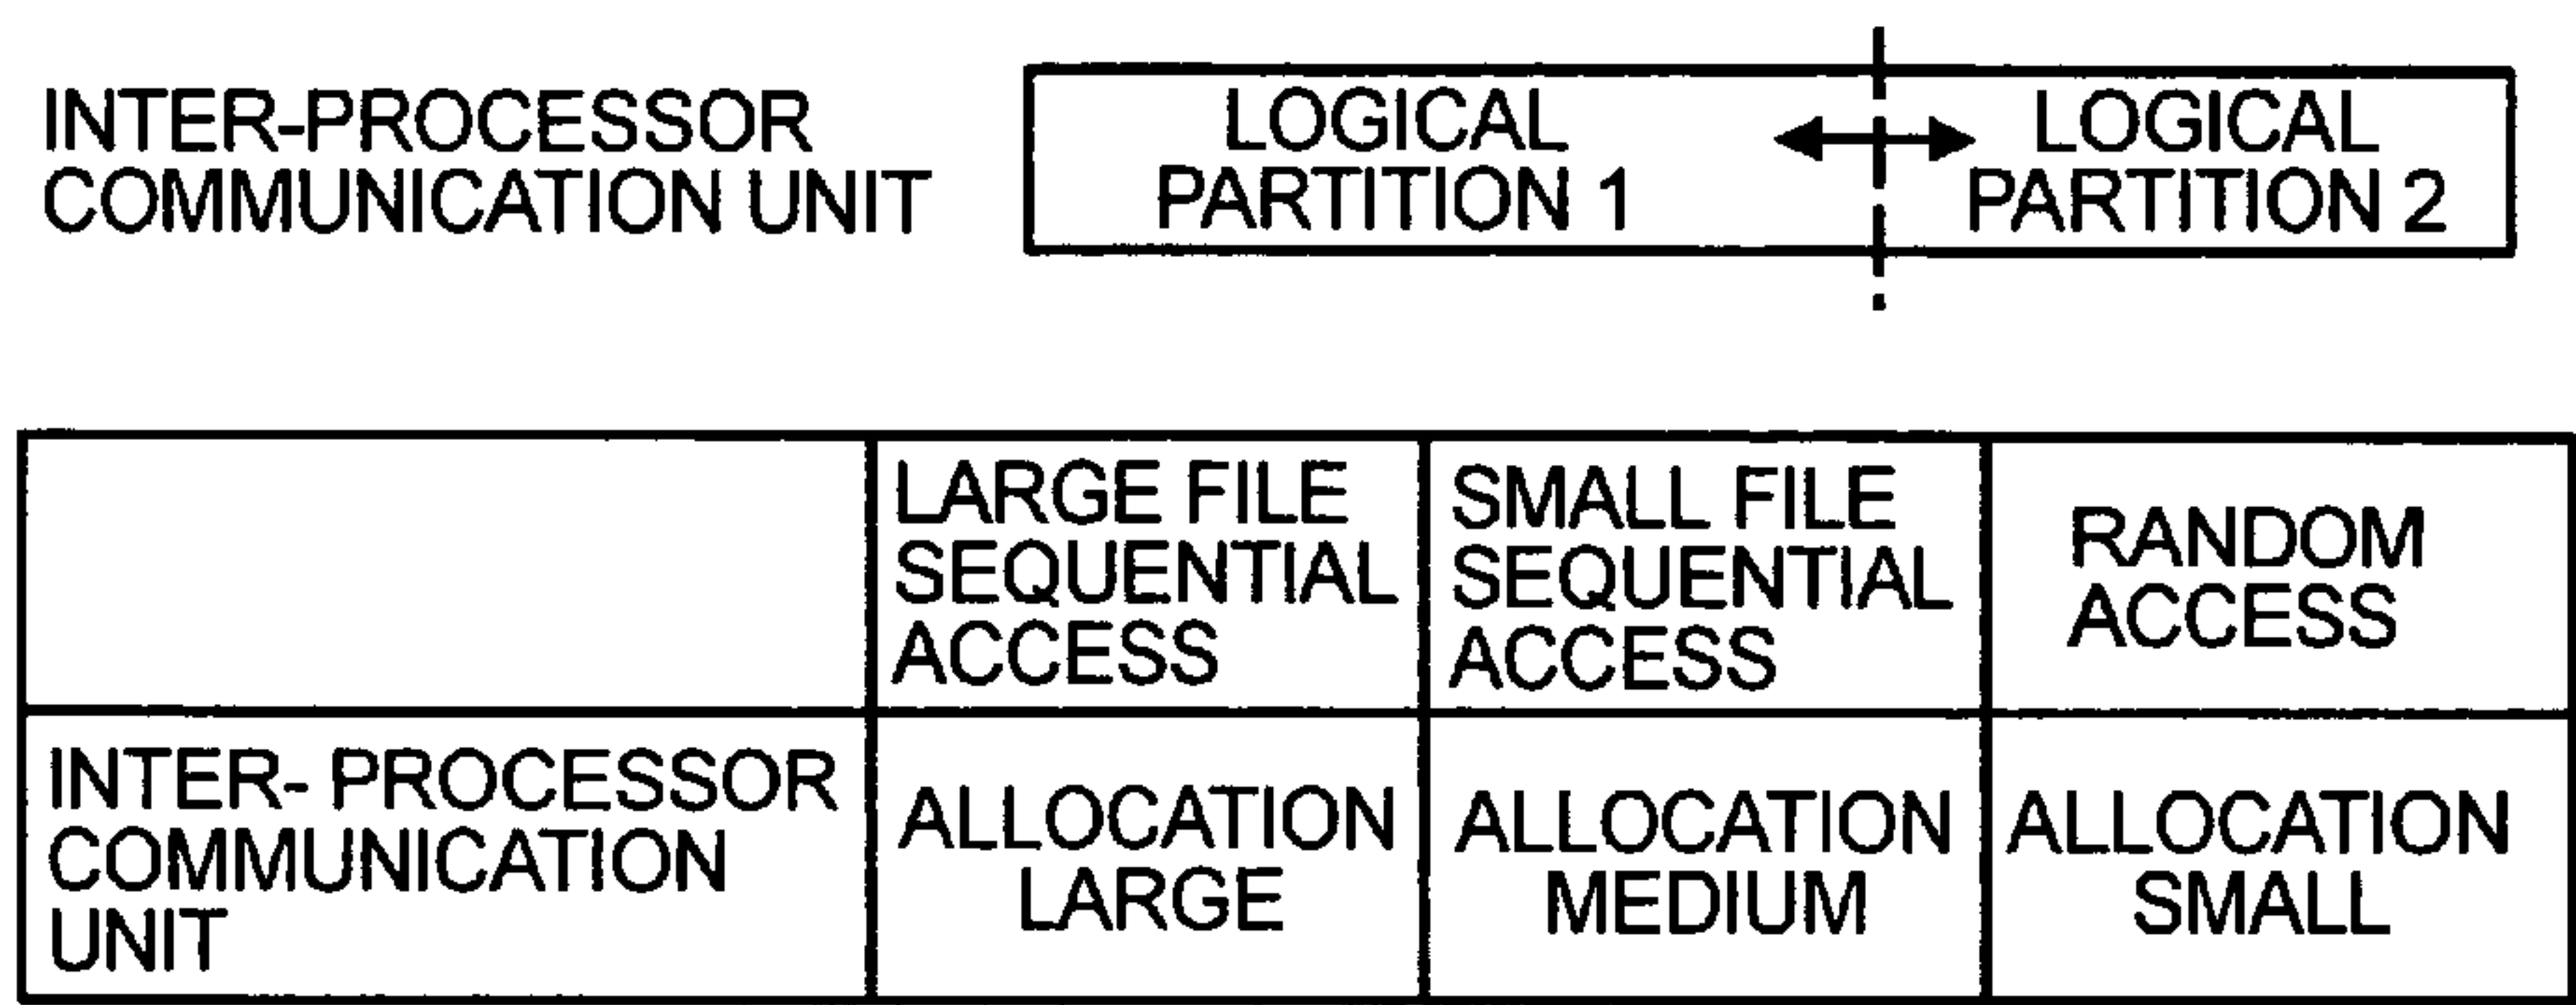 INTER-PROCESSOR
COMMUNICATION UNIT
LOGICAL
PARTITION 1
LOGICAL
PARTITION 2
LARGE FILE
SEQUENTIAL
ACCESS
SMALL FILE
SEQUENTIAL
ACCESS
RANDOM
ACCESS
INTER- PROCESSOR
COMMUNICATION
UNIT
ALLOCATION
LARGE
ALLOCATION
MEDIUM
ALLOCATION
SMALL